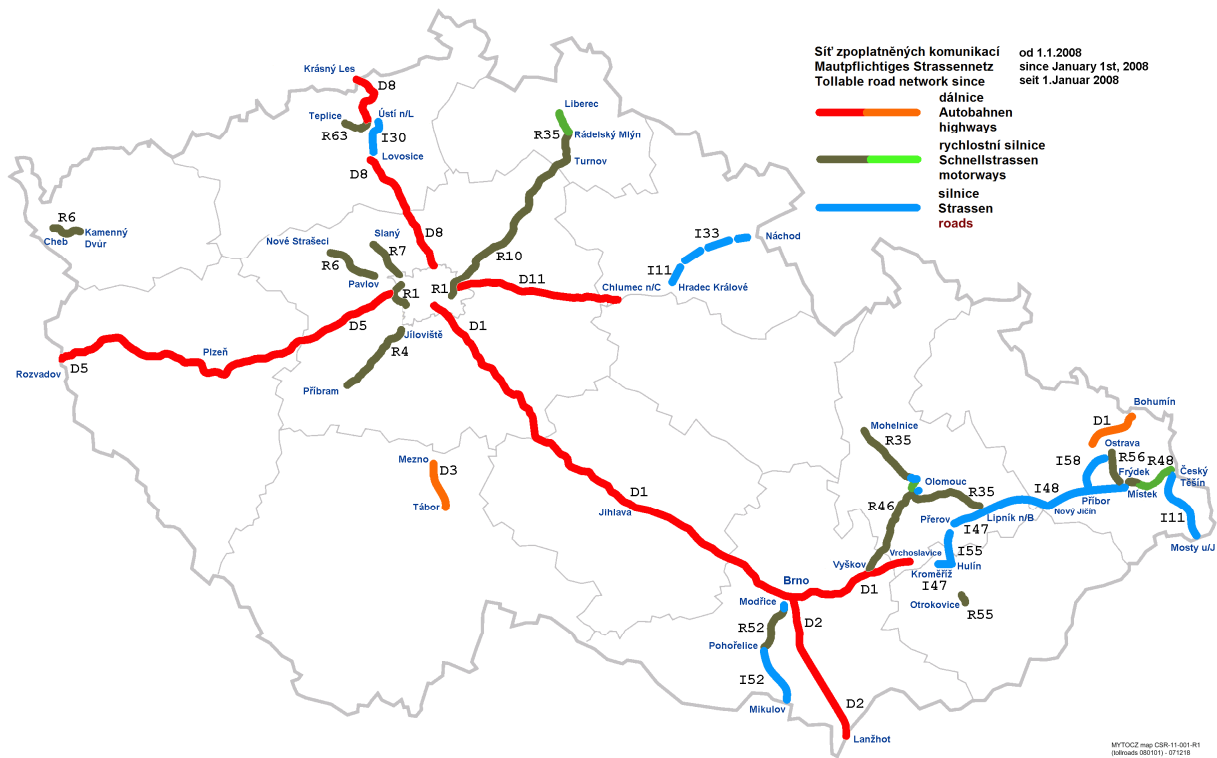 Síť zpoplatněných komunikací od 1.1.2008
Mautpflichtiges Strassennetz since January 1st, 2008
Tollable road network since seit 1.Januar 2008
dálnice
Autobahnen
highways
rychlostní silnice
Schnellstrassen
motorways
silnice
Strassen
roads
Krásný Les
D8
Teplice
Ústí n/L
R63
I30
Lovosice
D8
D8
Liberec
R35
Rádelský Mlýn
Turnov
R10
R6
Cheb
Kamenný
Dvůr
Nové Strašeci
R6
Pavlov
Slaný
R7
R1
R1
D11
Chlumec n/C
I33
Náchod
I11
Hradec Králové
D5
Plzeň
D5
Rozvadov
Jíloviště
R4
Příbram
D1
Mezno
D3
Tábor
D1
Jihlava
Mohelnice
R35
Olomouc
R46
R35
Přerov
Lipník n/B
I47
I48
Nový Jičín
Příbor
I58
Bohumín
D1
Ostrava
R56
R48
Frýdek
Místek
Český
Těšín
I11
Mosty u/J
Vyškov
Vrchoslavice
I55
Kroměříž
Hulín
I47
Otrokovice
R55
Brno
D1
Modřice
R52
D2
Pohořelice
I52
Mikulov
D2
Lanžhot
MYTOCZ map CSR-11-001-R1
(tollroads 080101) - 071218